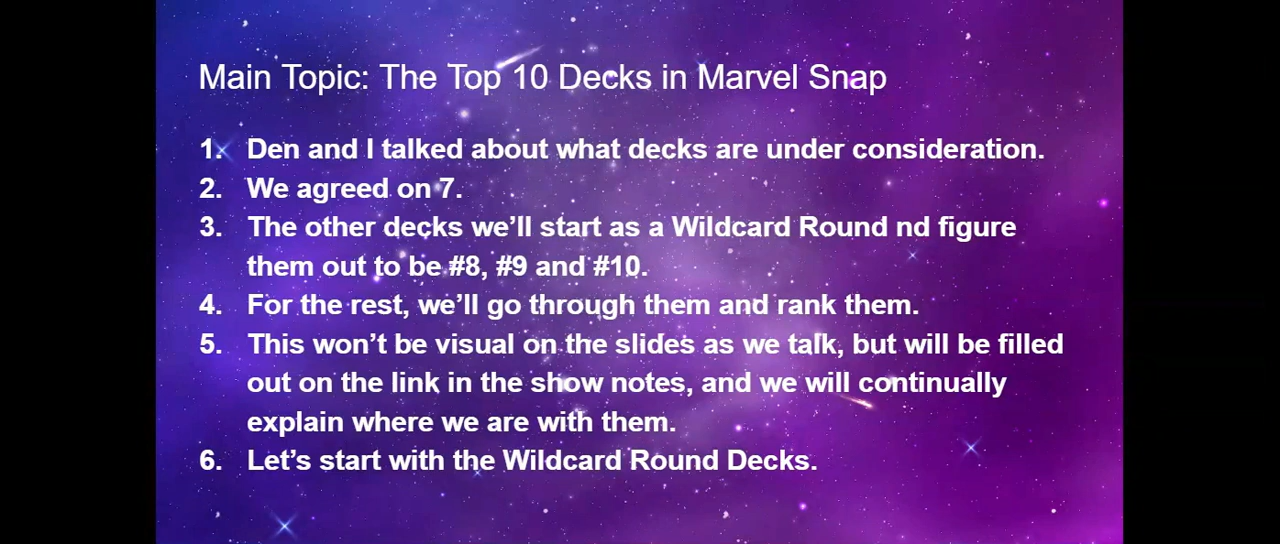 Main Topic: The Top 10 Decks in Marvel Snap
1. Den and I talked about what decks are under consideration.
2. We agreed on 7.
3. The other decks we'll start as a Wildcard Round nd figure
them out to be #8, #9 and #10.
4. For the rest, we'll go through them and rank them.
5. This won't be visual on the slides as we talk, but will be filled
out on the link in the show notes, and we will continually
explain where we are with them.
6. Let's start with the Wildcard Round Decks.